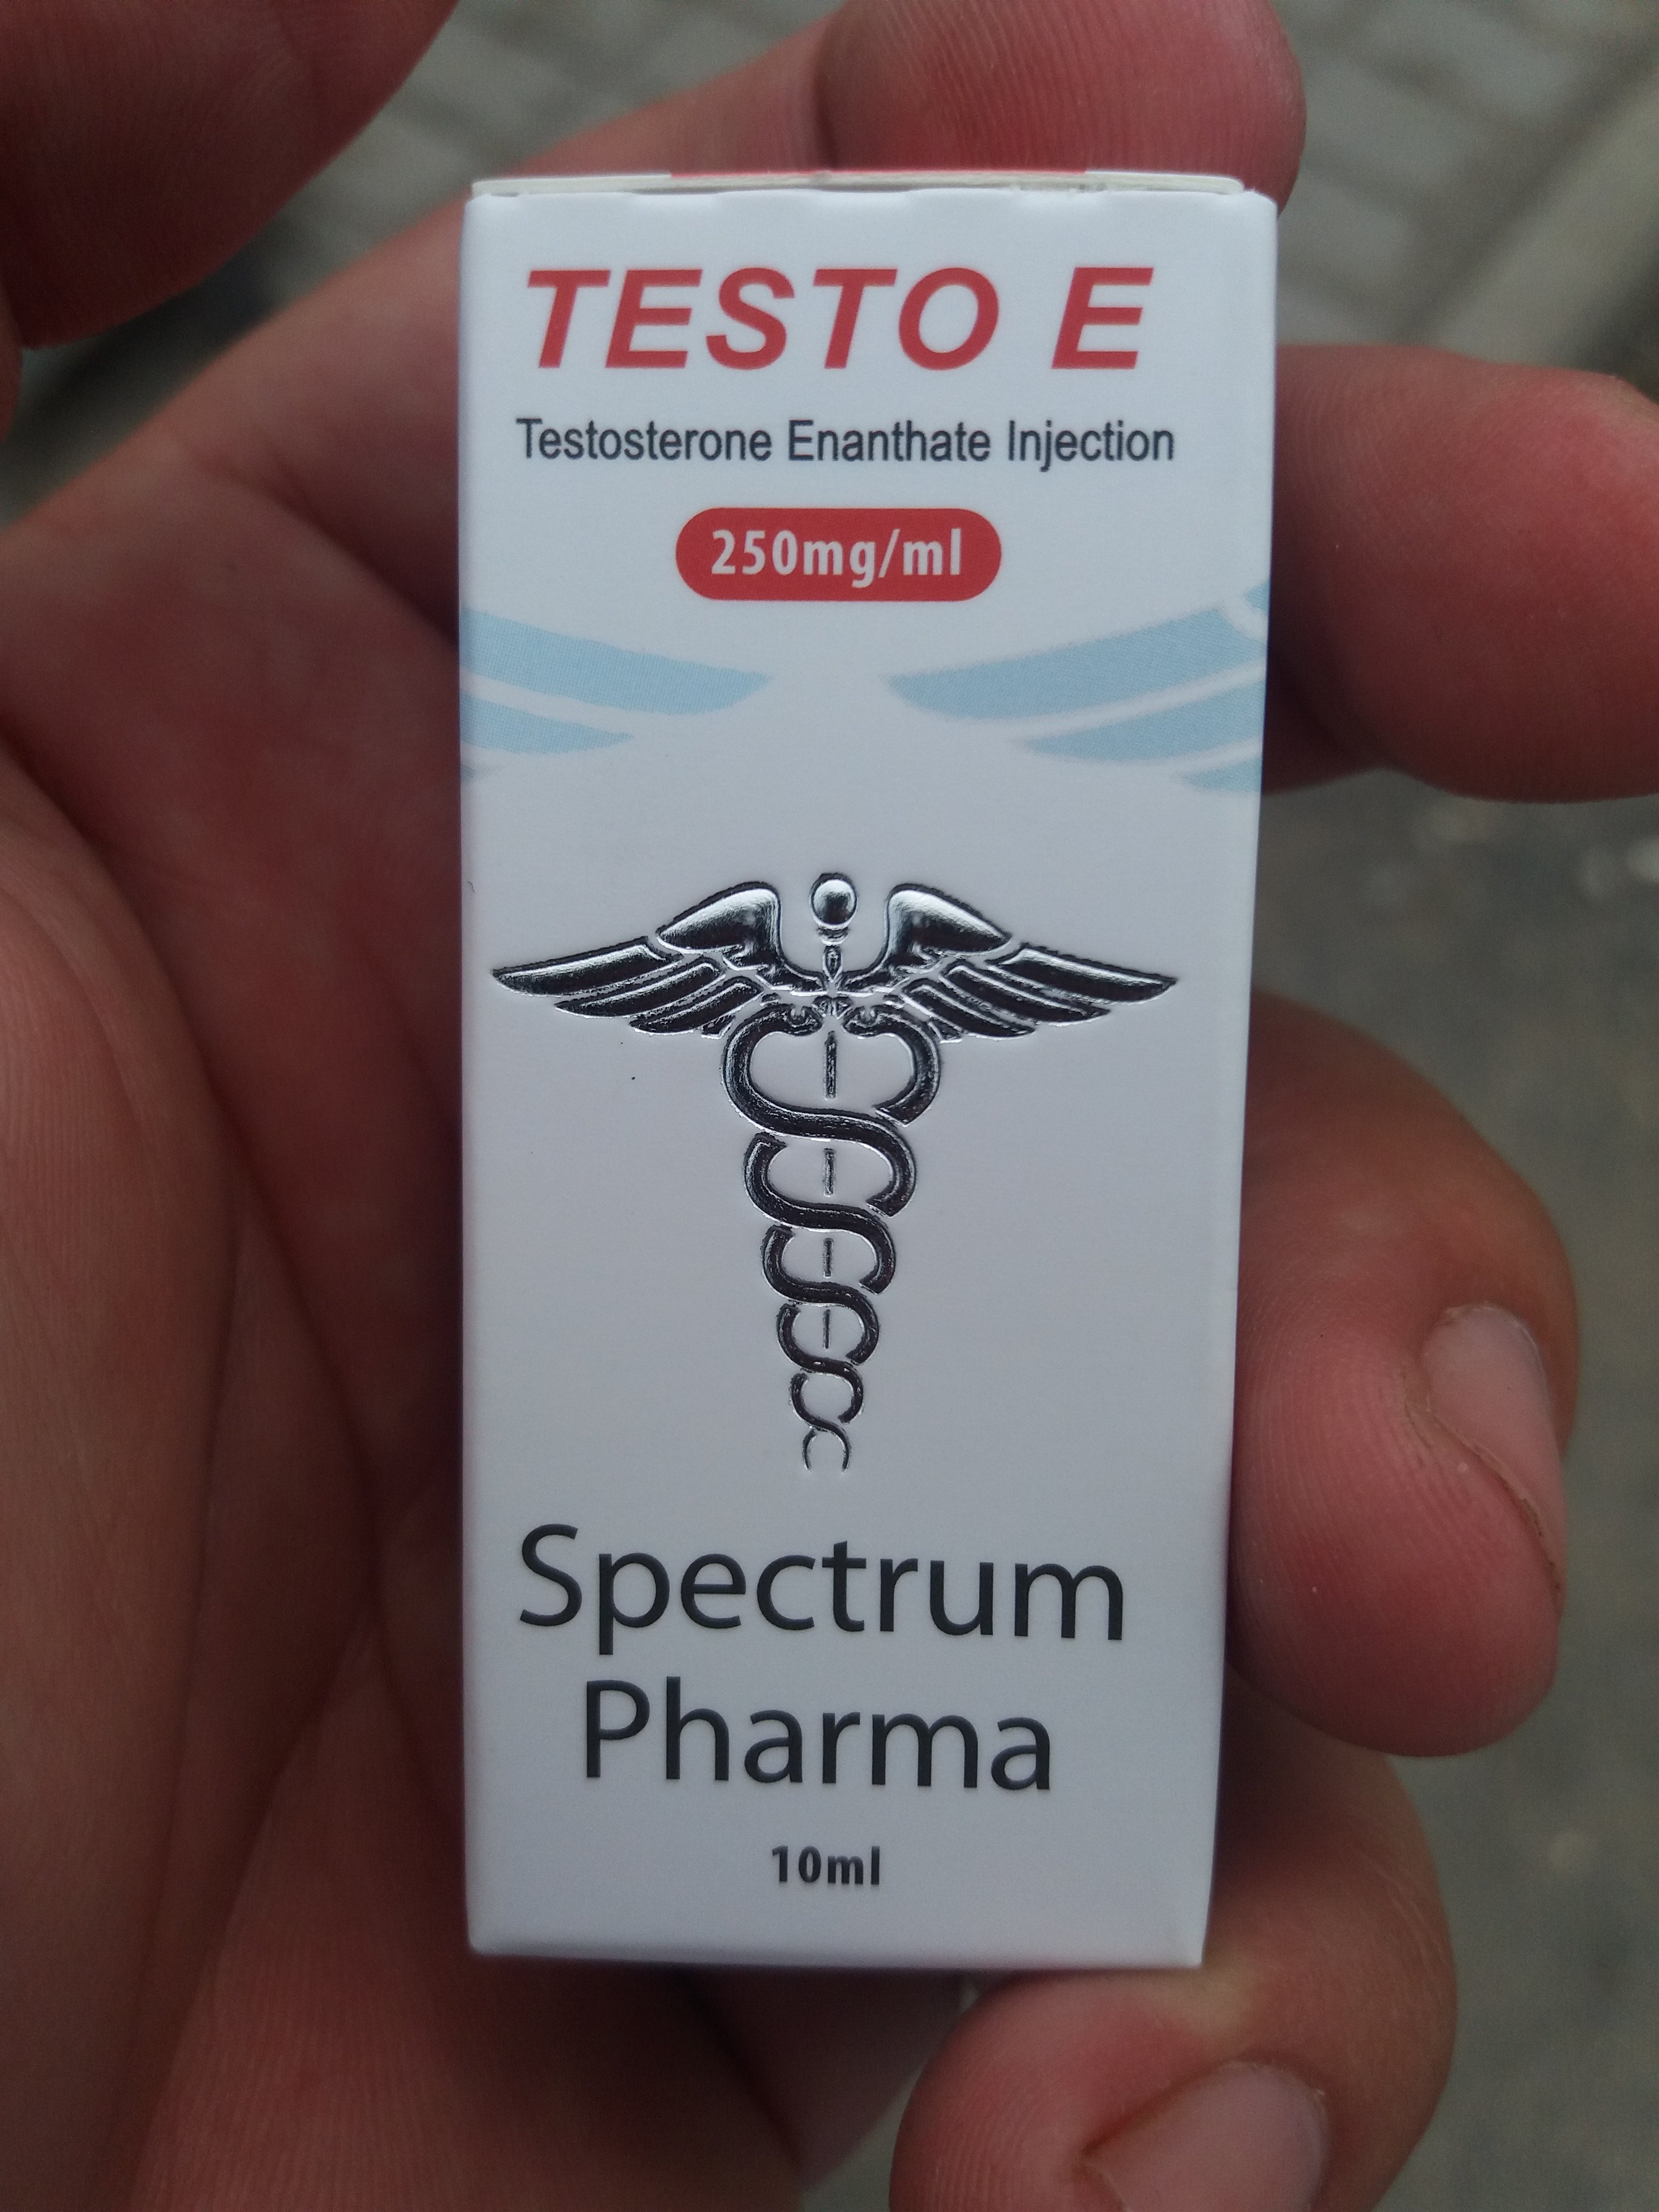 TESTO E
Testosterone Enanthate Injection
250mg/ml
Spectrum
Pharma
10ml